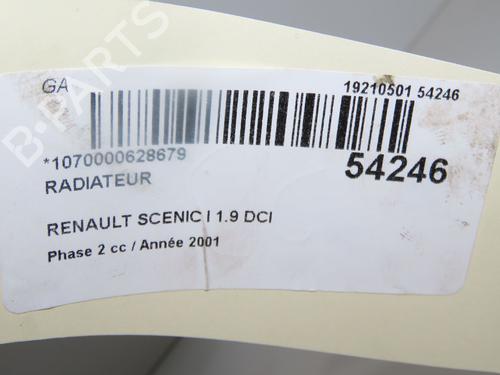 GA
19210501 54246
*1070000628679
54246
RADIATEUR
RENAULT SCENIC I 1.9 DCI
Phase 2 cc / Année 2001
B-PARTS